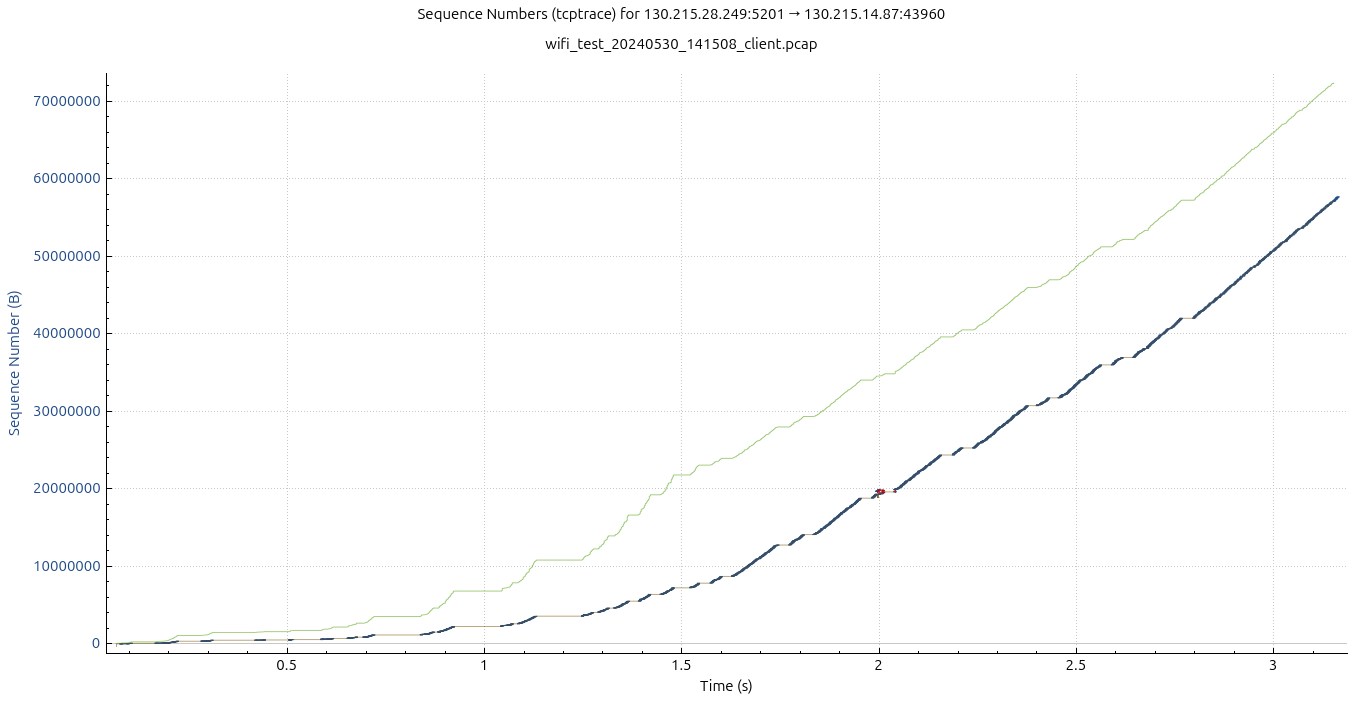 Sequence Numbers (tcptrace) for 130.215.28.249:5201 → 130.215.14.87:43960
wifi_test_20240530_141508_client.pcap
Sequence Number (B)
70000000
60000000
50000000
40000000
30000000
20000000
10000000
0
0.5 1 1.5 2 2.5 3
Time (s)